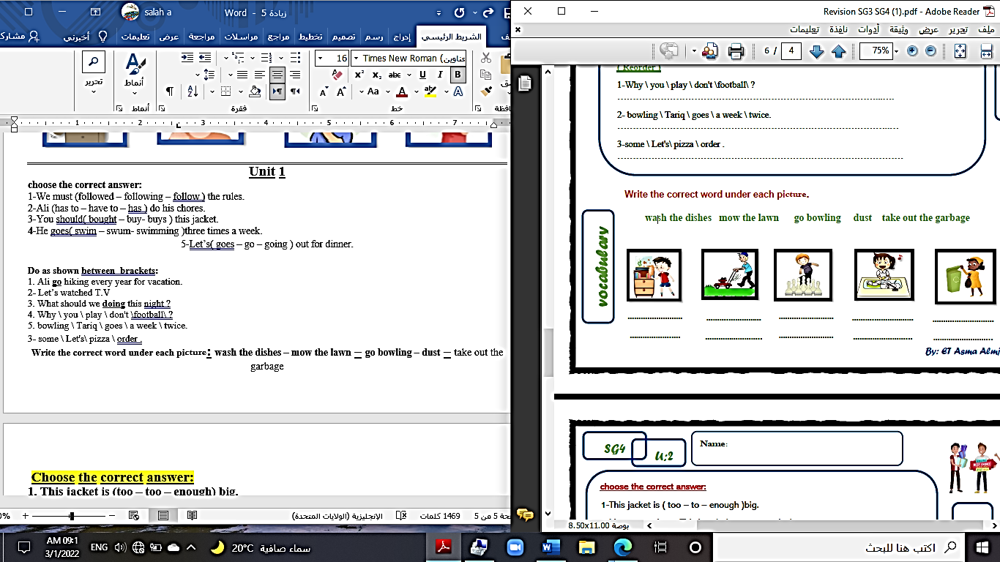 salah a
Word - زيادة 5
أخبرني
مشارك
الشريط الرئيسي
إدراج
رسم
تصميم
تخطيط
مراجع
مراسلات
مراجعة
عرض
تعليمات
Times New Roman (عناوين
16
تحرير
أنماط
أنماط
فقرة
خط
حافظة
Unit 1
choose the correct answer:
1-We must (followed – following – follow ) the rules.
2-Ali (has to – have to – has ) do his chores.
3-You should( bought – buy- buys ) this jacket.
4-He goes( swim – swum- swimming )three times a week.
5-Let’s( goes – go – going ) out for dinner.
Do as shown between brackets:
1. Ali go hiking every year for vacation.
2- Let’s watched T.V
3. What should we doing this night ?
4. Why \ you \ play \ don't \football\ ?
5. bowling \ Tariq \ goes \ a week \ twice.
3- some \ Let's\ pizza \ order .
Write the correct word under each picture: wash the dishes – mow the lawn – go bowling – dust – take out the
garbage
Choose the correct answer:
1. This jacket is (too – too – enough) big.
صفحة 5 من 5
1469 كلمات
الإنجليزية (الولايات المتحدة)
Revision SG3 SG4 (1).pdf - Adobe Reader
ملف تحرير عرض وثيقة أدوات نافذة تعليمات
6 / 4
75%
( Reorder )
1-Why \ you \ play \ don't \football\ ?
2- bowling \ Tariq \ goes \ a week \ twice.
3-some \ Let's\ pizza \ order .
Write the correct word under each picture.
wash the dishes mow the lawn go bowling dust take out the garbage
vocabulary
By: ET Asma Almj
SG4
U:2
Name:
choose the correct answer:
1-This jacket is ( too – to – enough )big.
8.50x11.00 بوصة
AM 09:1
3/1/2022
ENG
20°C سماء صافية
اكتب هنا للبحث